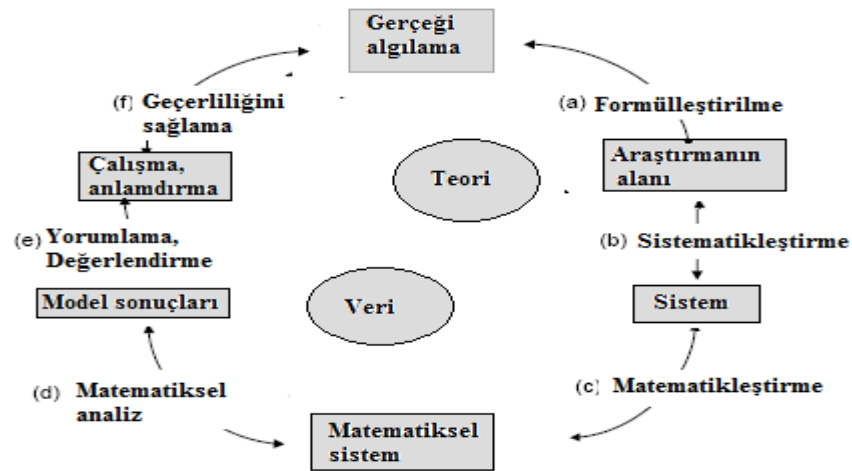 Gerçeği
algılama
(f) Geçerliliğini
sağlama
(a) Formülleştirilme
Çalışma,
anlamdırma
Teori
Araştırmanın
alanı
(e) Yorumlama,
Değerlendirme
(b) Sistematikleştirme
Model sonuçları
Veri
Sistem
(d) Matematiksel
analiz
(c) Matematikleştirme
Matematiksel
sistem